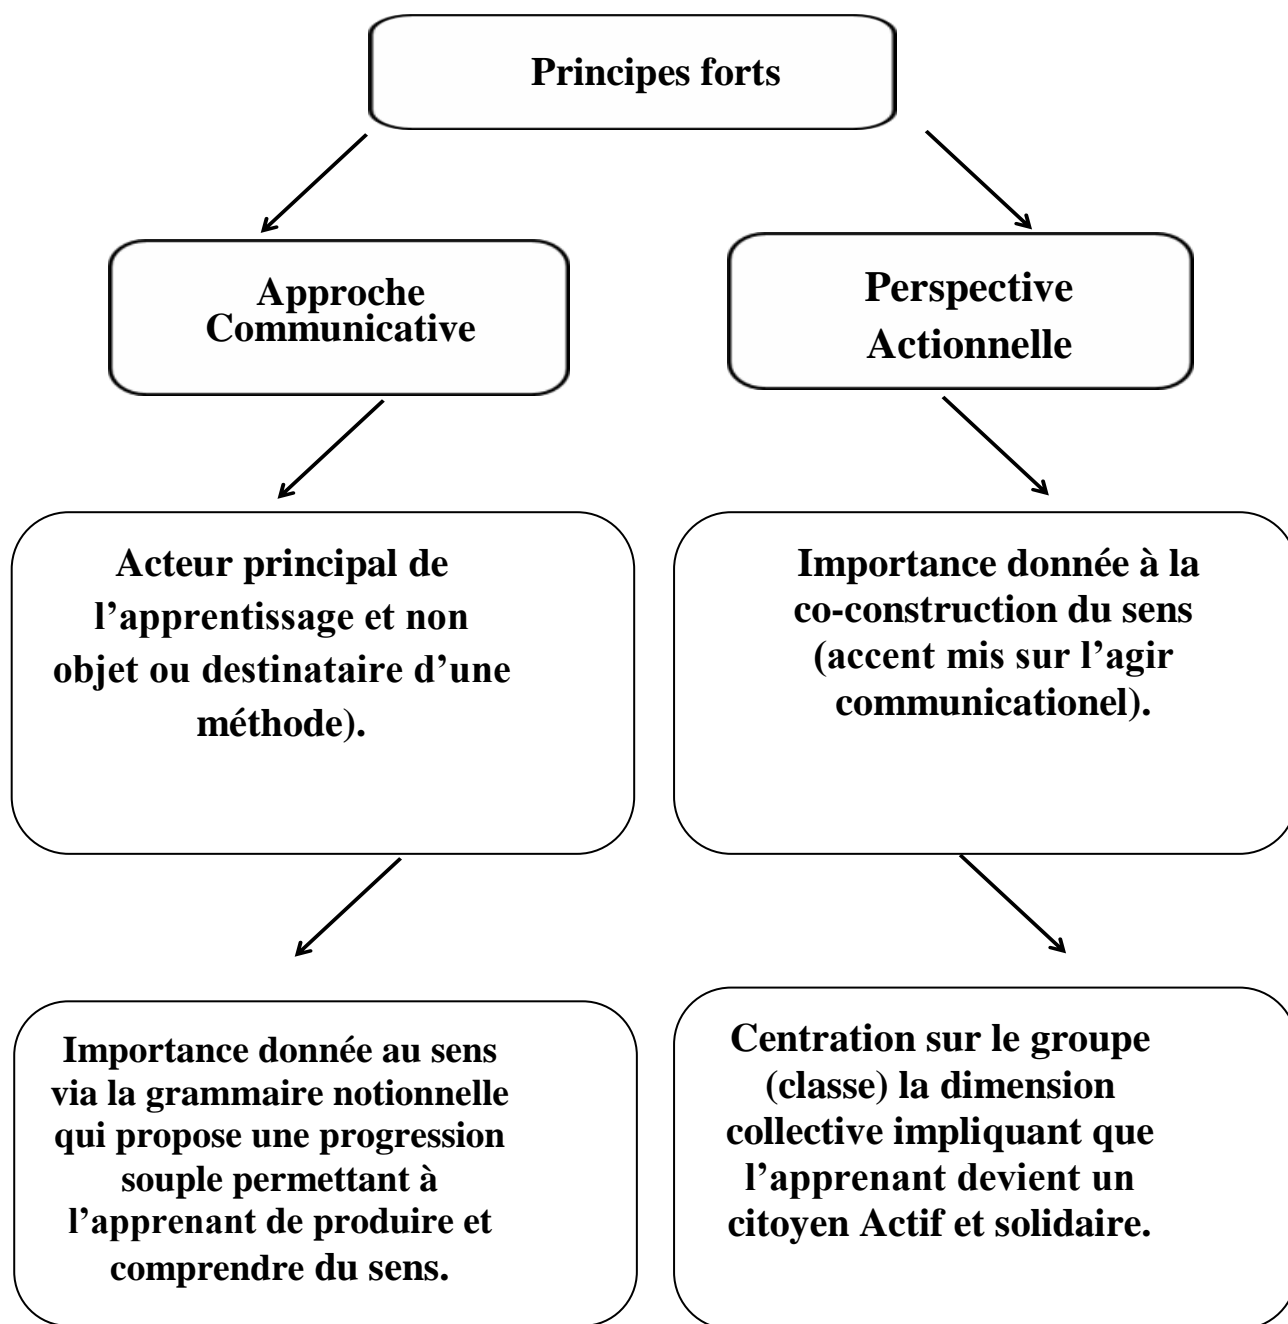 Principes forts
Approche
Communicative
Perspective
Actionnelle
Acteur principal de
l’apprentissage et non
objet ou destinataire d’une
méthode).
Importance donnée à la
co-construction du sens
(accent mis sur l’agir
communicationel).
Importance donnée au sens
via la grammaire notionnelle
qui propose une progression
souple permettant à
l’apprenant de produire et
comprendre du sens.
Centration sur le groupe
(classe) la dimension
collective impliquant que
l’apprenant devient un
citoyen Actif et solidaire.